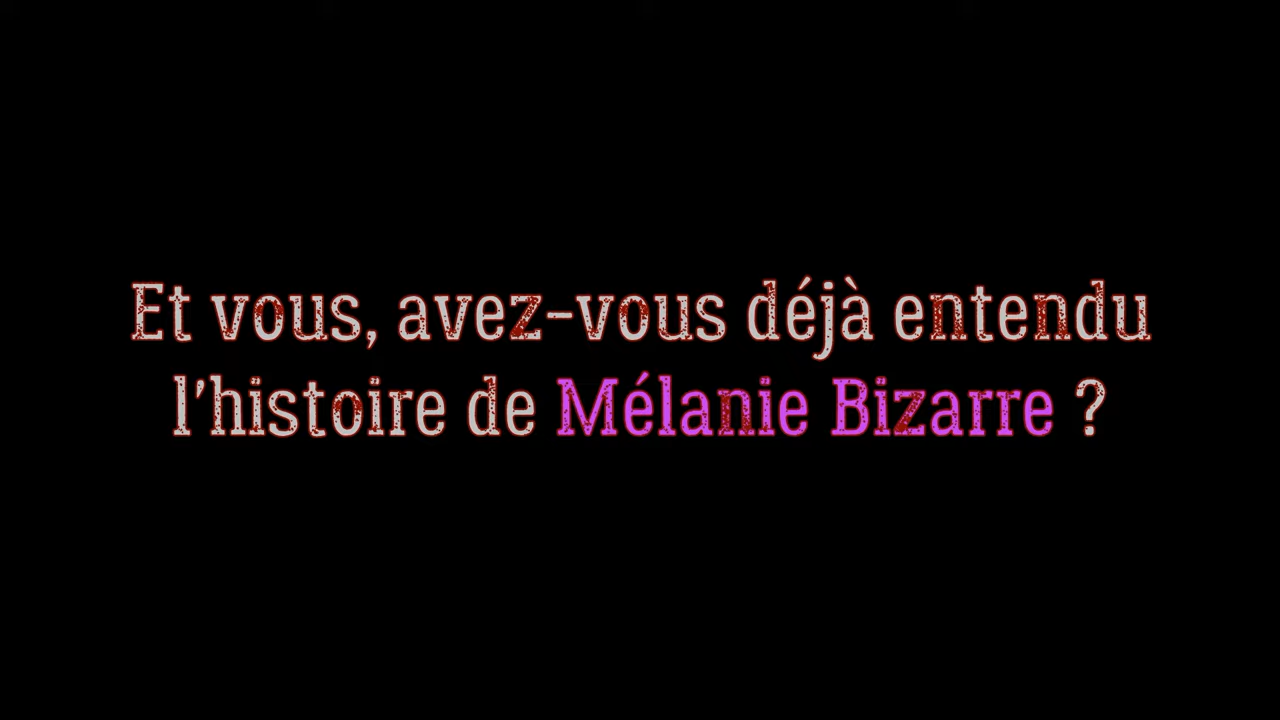 Et vous, avez-vous déjà entendu
l'histoire de Mélanie Bizarre ?